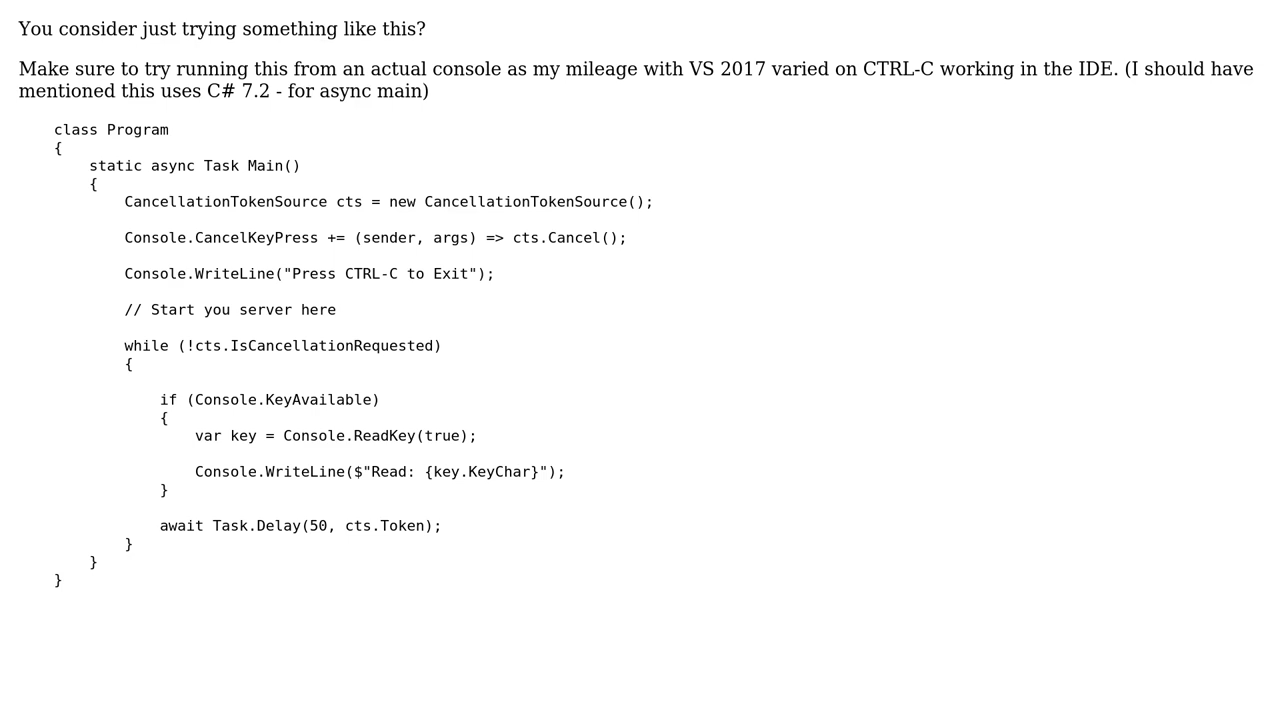 You consider just trying something like this?
Make sure to try running this from an actual console as my mileage with VS 2017 varied on CTRL-C working in the IDE. (I should have
mentioned this uses C# 7.2 - for async main)
class Program
{
    static async Task Main()
    {
        CancellationTokenSource cts = new CancellationTokenSource();
        Console.CancelKeyPress += (sender, args) => cts.Cancel();
        Console.WriteLine("Press CTRL-C to Exit");
        // Start you server here
        while (!cts.IsCancellationRequested)
        {
            if (Console.KeyAvailable)
            {
                var key = Console.ReadKey(true);
                Console.WriteLine($"Read: {key.KeyChar}");
            }
            await Task.Delay(50, cts.Token);
        }
    }
}